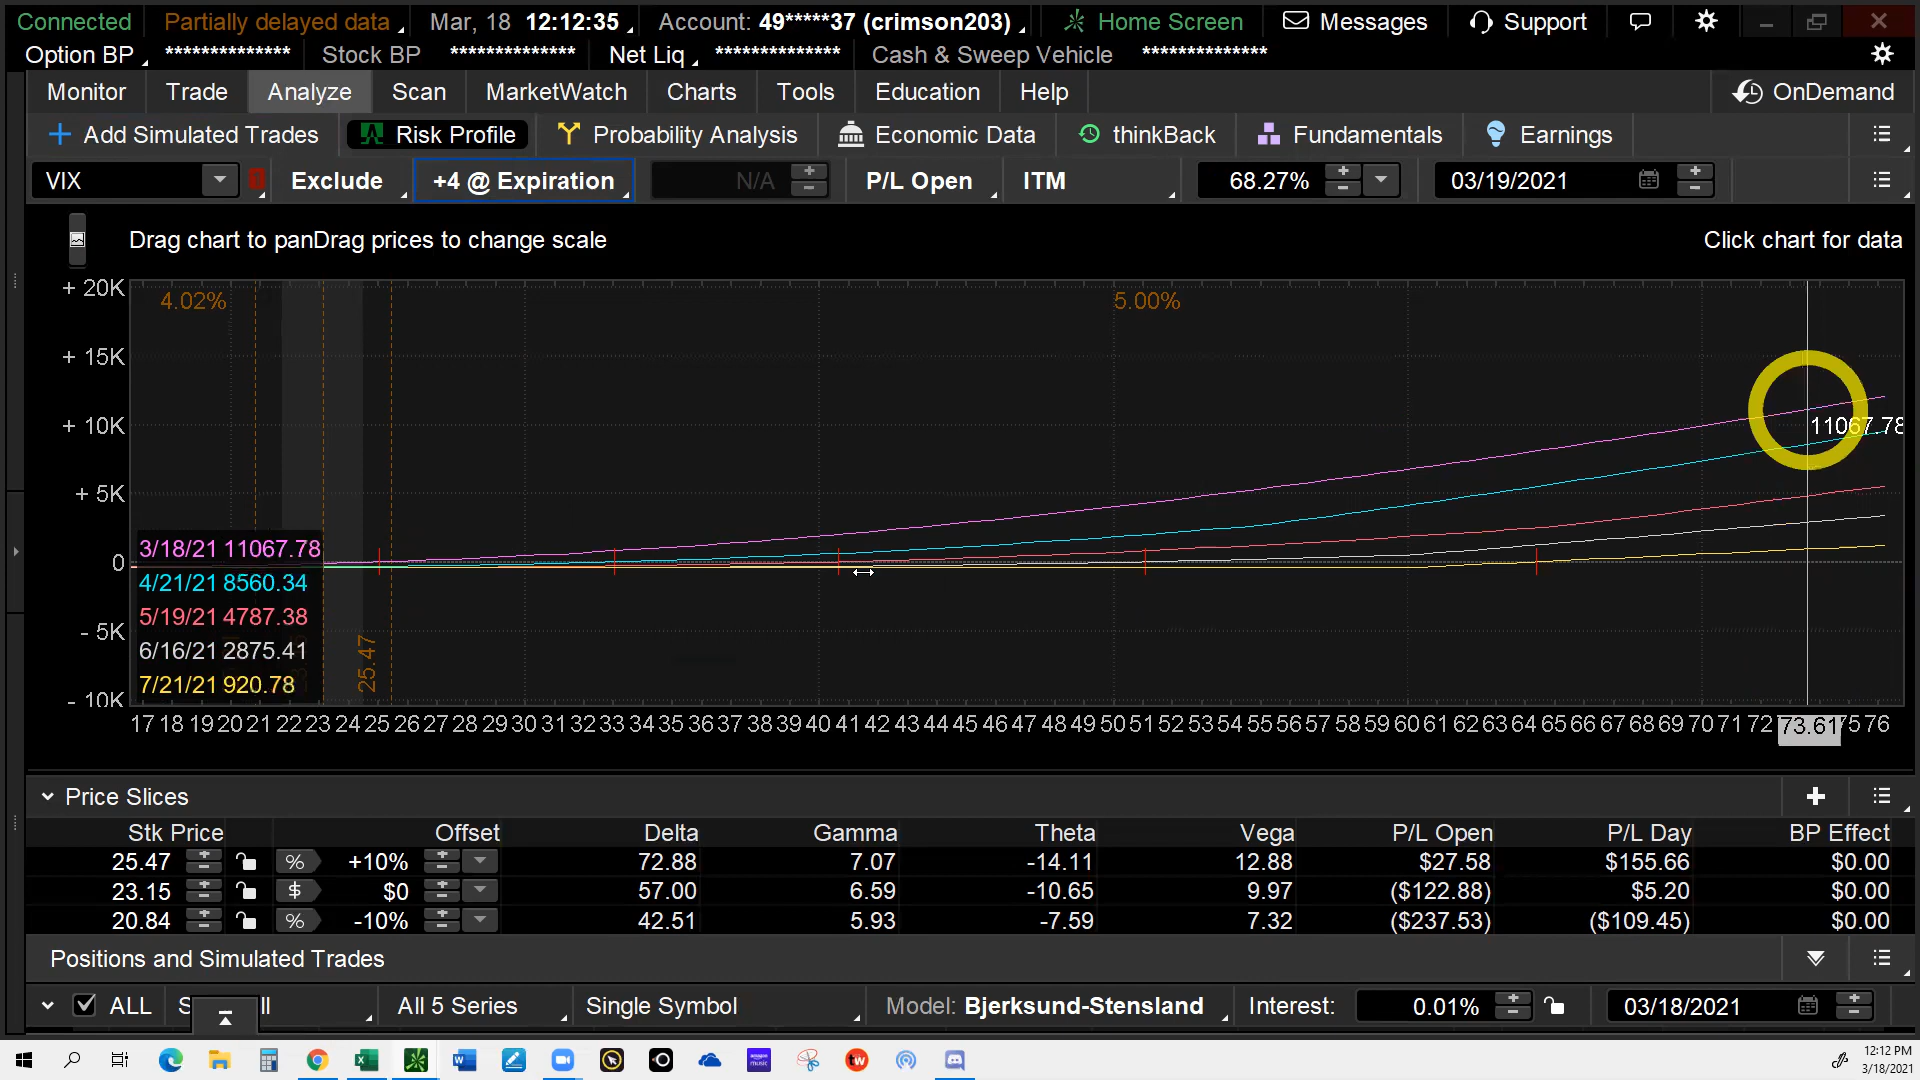 Connected Partially delayed data Mar, 18 12:12:35 Account: 49*****37 (crimson203) Home Screen Messages Support
Option BP ************** Stock BP ************** Net Liq ************** Cash & Sweep Vehicle **************
Monitor Trade Analyze Scan MarketWatch Charts Tools Education Help OnDemand
Add Simulated Trades Risk Profile Probability Analysis Economic Data thinkBack Fundamentals Earnings
VIX 1 Exclude +4 @ Expiration N/A P/L Open ITM 68.27% 03/19/2021
Drag chart to panDrag prices to change scale Click chart for data
+ 20K 4.02% 5.00%
+ 15K
+ 10K 11067.78
+ 5K
0 3/18/21 11067.78
4/21/21 8560.34
5/19/21 4787.38
- 5K 6/16/21 2875.41 25.47
- 10K 7/21/21 920.78
17 18 19 20 21 22 23 24 25 26 27 28 29 30 31 32 33 34 35 36 37 38 39 40 41 42 43 44 45 46 47 48 49 50 51 52 53 54 55 56 57 58 59 60 61 62 63 64 65 66 67 68 69 70 71 72 73.61 75 76
Price Slices
Stk Price Offset Delta Gamma Theta Vega P/L Open P/L Day BP Effect
25.47 % +10% 72.88 7.07 -14.11 12.88 $27.58 $155.66 $0.00
23.15 $ $0 57.00 6.59 -10.65 9.97 ($122.88) $5.20 $0.00
20.84 % -10% 42.51 5.93 -7.59 7.32 ($237.53) ($109.45) $0.00
Positions and Simulated Trades
ALL All 5 Series Single Symbol Model: Bjerksund-Stensland Interest: 0.01% 03/18/2021
12:12 PM
3/18/2021